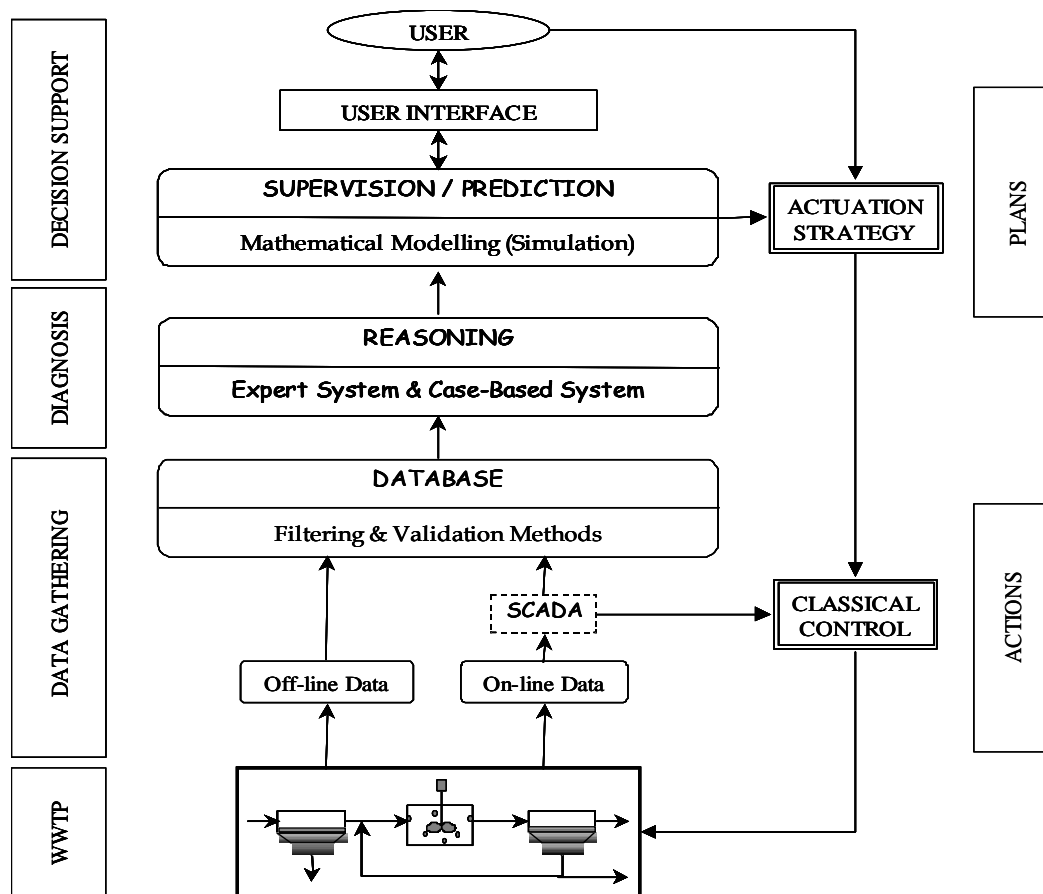 USER
USER INTERFACE
SUPERVISION / PREDICTION
Mathematical Modelling (Simulation)
ACTUATION
STRATEGY
REASONING
Expert System & Case-Based System
DATABASE
Filtering & Validation Methods
SCADA
CLASSICAL
CONTROL
Off-line Data
On-line Data
DECISION SUPPORT
DIAGNOSIS
DATA GATHERING
WWTP
PLANS
ACTIONS